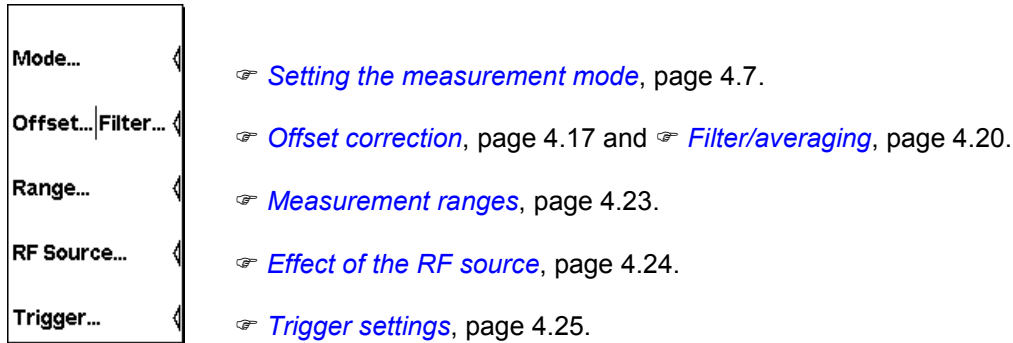 Mode...
☞ Setting the measurement mode, page 4.7.
Offset...|Filter...
☞ Offset correction, page 4.17 and ☞ Filter/averaging, page 4.20.
Range...
☞ Measurement ranges, page 4.23.
RF Source...
☞ Effect of the RF source, page 4.24.
Trigger...
☞ Trigger settings, page 4.25.